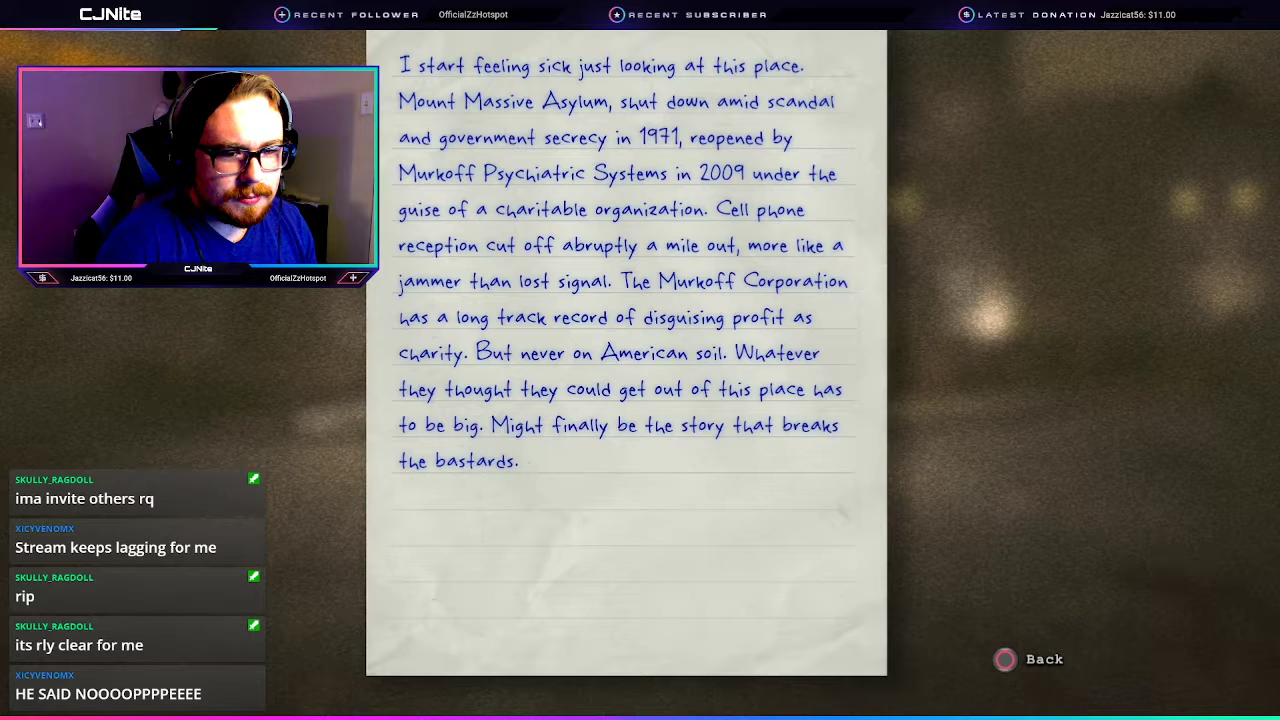 CJNite
RECENT FOLLOWER OfficialZzHotspot
RECENT SUBSCRIBER
LATEST DONATION Jazzicat56: $11.00
CJNite
Jazzicat56: $11.00
OfficialZzHotspot
I start feeling sick just looking at this place.
Mount Massive Asylum, shut down amid scandal
and government secrecy in 1971, reopened by
Murkoff Psychiatric Systems in 2009 under the
guise of a charitable organization. Cell phone
reception cut off abruptly a mile out, more like a
jammer than lost signal. The Murkoff Corporation
has a long track record of disguising profit as
charity. But never on American soil. Whatever
they thought they could get out of this place has
to be big. Might finally be the story that breaks
the bastards.
SKULLY_RAGDOLL
ima invite others rq
XICYVENOMX
Stream keeps lagging for me
SKULLY_RAGDOLL
rip
SKULLY_RAGDOLL
its rly clear for me
XICYVENOMX
HE SAID NOOOOPPPPEEEE
Back